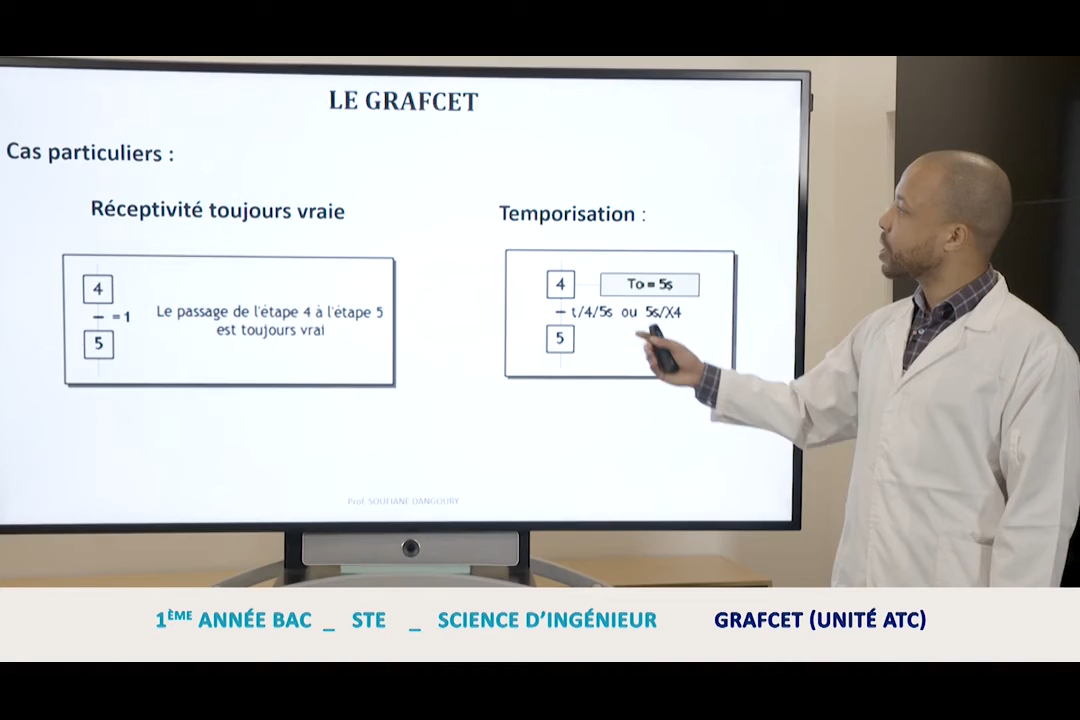 LE GRAFCET
Cas particuliers :
Réceptivité toujours vraie
4
= 1
5
Le passage de l'étape 4 à l'étape 5
est toujours vrai
Temporisation :
4
To = 5s
t/4/5s ou 5s/X4
5
Prof. SOUFIANE DANGOURY
1ÈME ANNÉE BAC _ STE _ SCIENCE D'INGÉNIEUR GRAFCET (UNITÉ ATC)